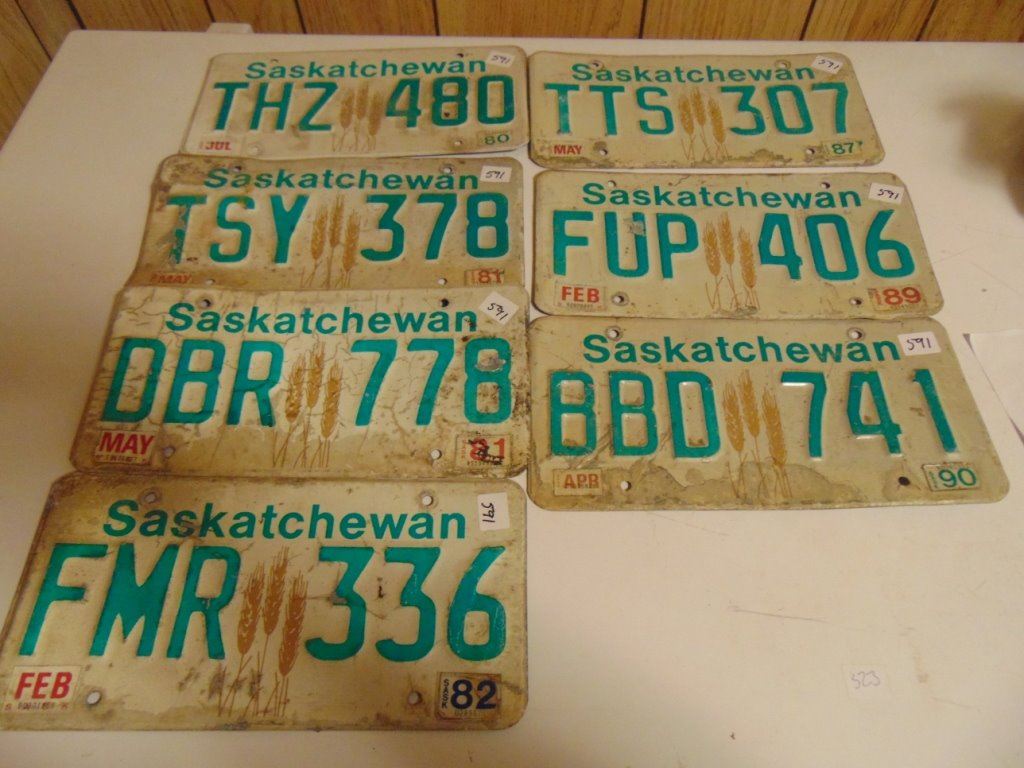 Saskatchewan 591
THZ 480
JUL 80
Saskatchewan 591
TTS 307
MAY 87
Saskatchewan 591
TSY 378
MAY 81
Saskatchewan 591
FUP 406
FEB 89
Saskatchewan 591
DBR 778
MAY 81
Saskatchewan 591
BBD 741
APR 90
Saskatchewan 591
FMR 336
FEB SASK 82
523